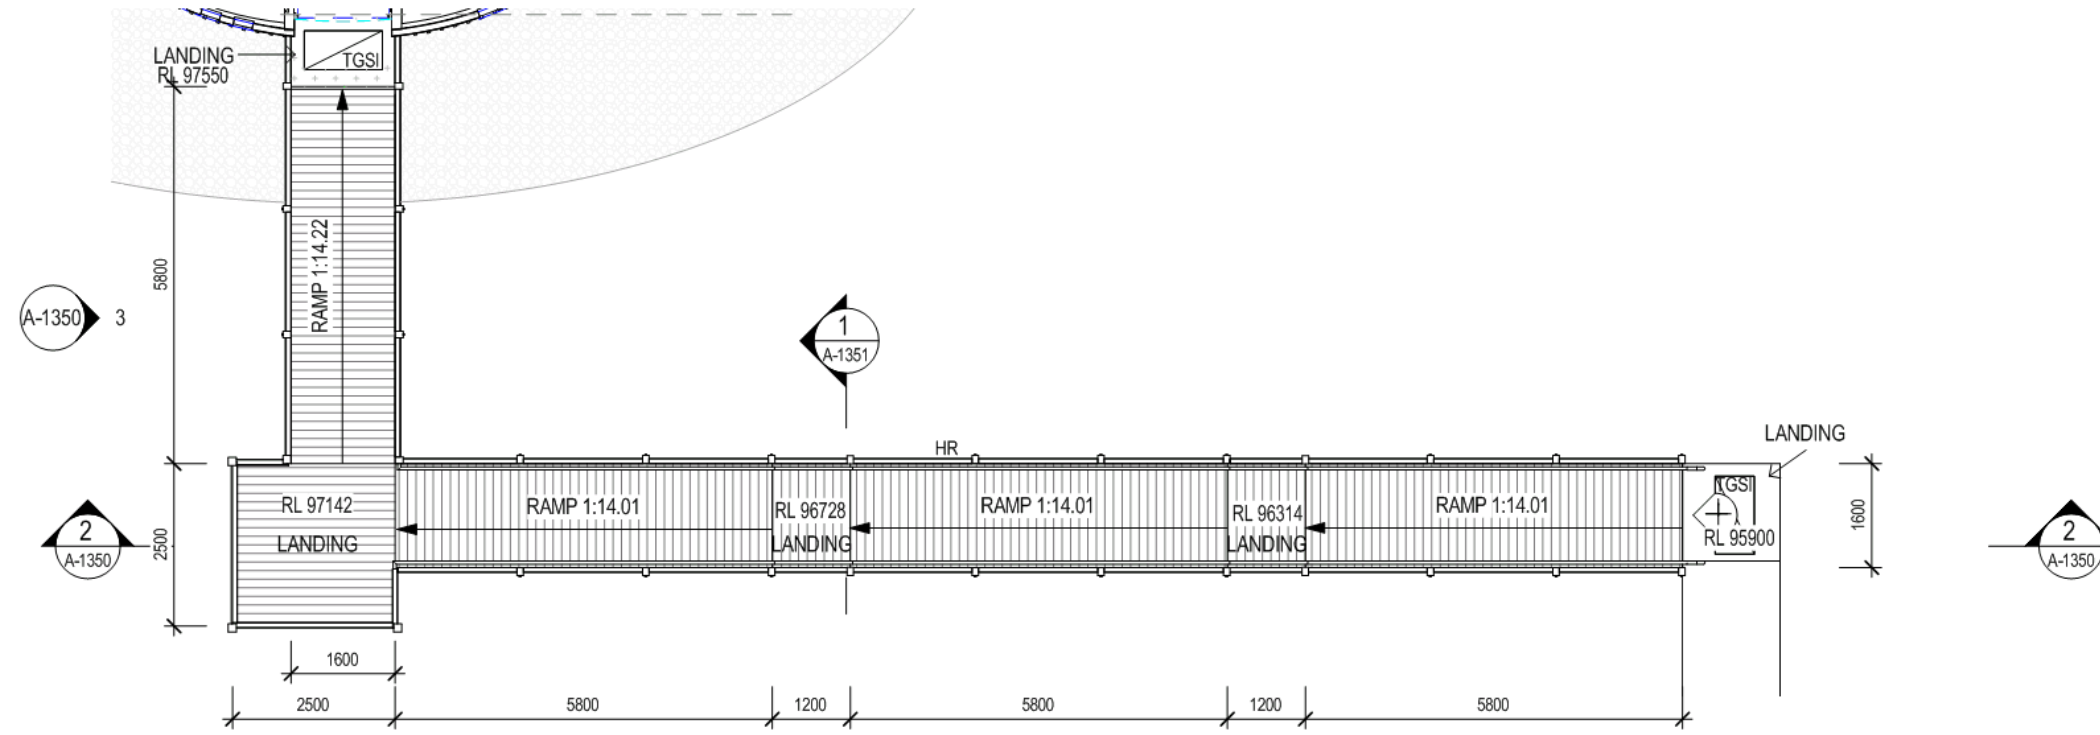 LANDING
RL 97550
TGSI
5800
RAMP 1:14.22
A-1350
3
1
A-1351
HR
LANDING
RL 97142
LANDING
RAMP 1:14.01
RL 96728
LANDING
RAMP 1:14.01
RL 96314
LANDING
RAMP 1:14.01
TGSI
RL 95900
1600
2
A-1350
2500
2
A-1350
1600
2500
5800
1200
5800
1200
5800